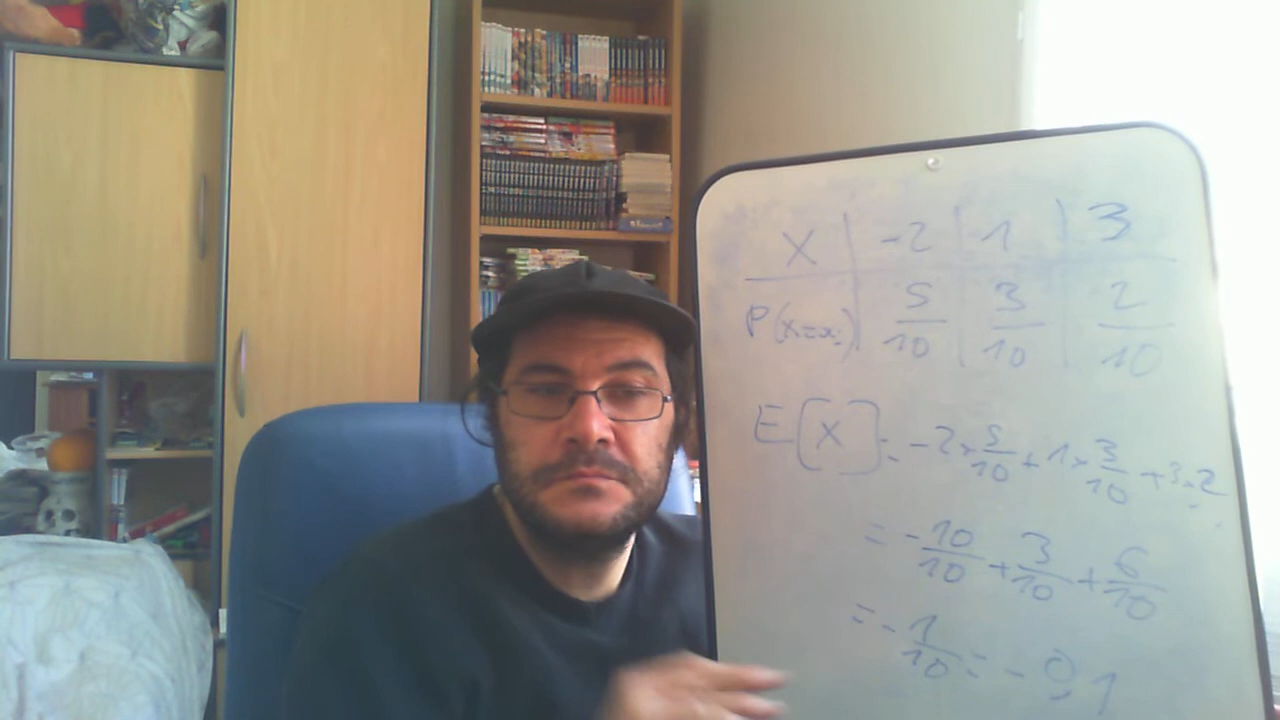 X | -2 | 1 | 3
P(X=xi) | 5/10 | 3/10 | 2/10
E[X] = -2×5/10 + 1×3/10 + 3×2
= -10/10 + 3/10 + 6/10
= -1/10 = -0,1